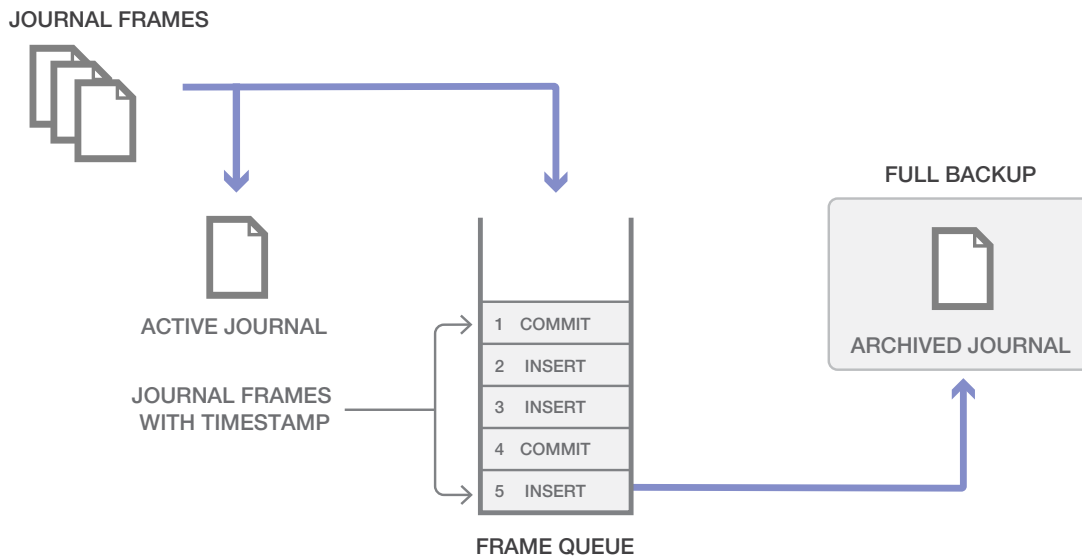 JOURNAL FRAMES
FULL BACKUP
ACTIVE JOURNAL
ARCHIVED JOURNAL
JOURNAL FRAMES
WITH TIMESTAMP
1 COMMIT
2 INSERT
3 INSERT
4 COMMIT
5 INSERT
FRAME QUEUE